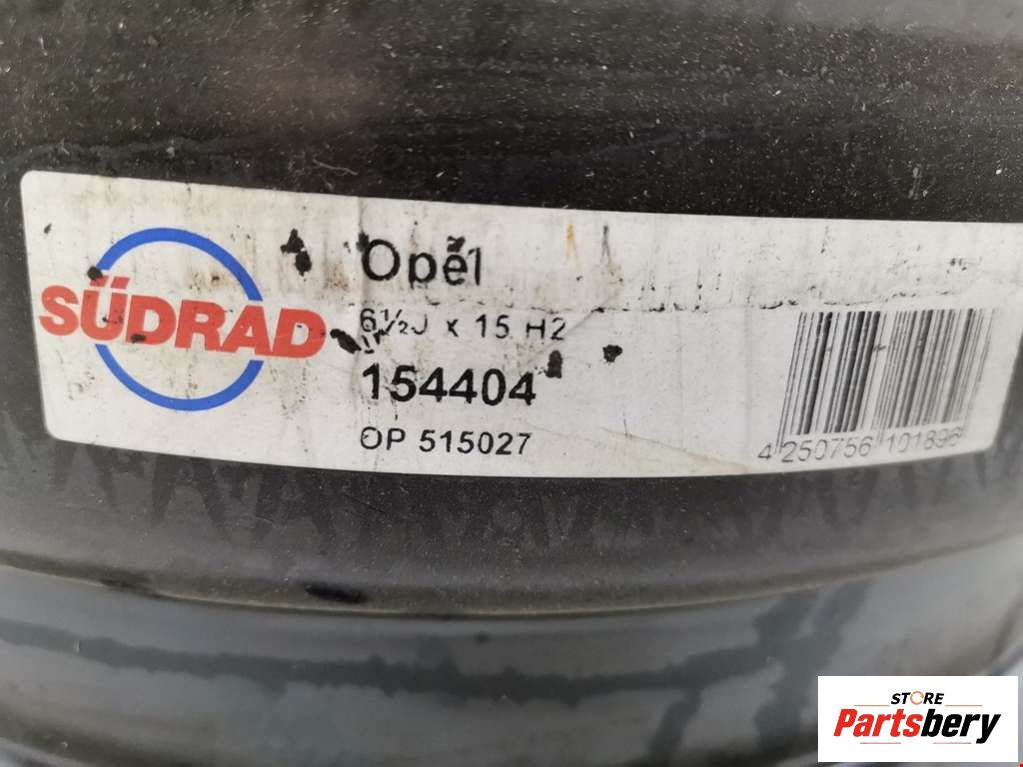 SÜDRAD
Opel
6½J x 15 H2
154404
OP 515027
4 250756 101896
STORE
Partsbery